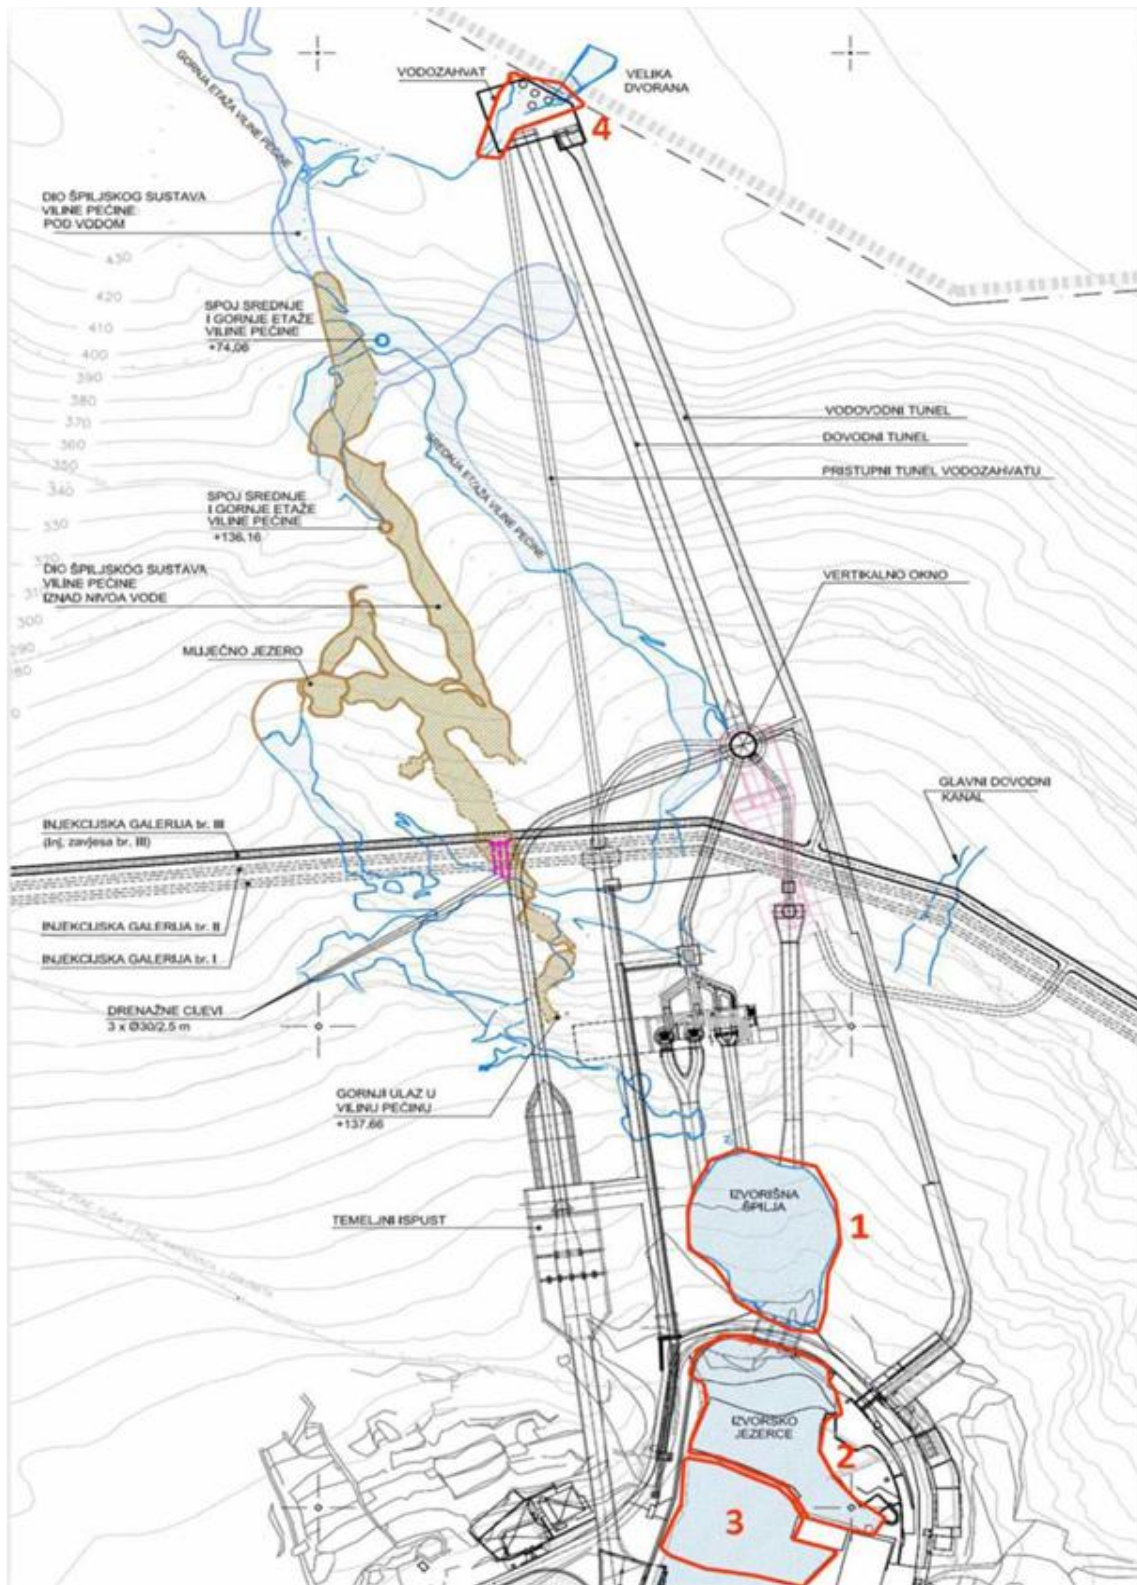 GORNJA ETAŽA VILINE PEĆINE
VODOZAHVAT
VELIKA
DVORANA
4
DIO ŠPILJSKOG SUSTAVA
VILINE PEĆINE
POD VODOM
430
420
410
400
390
380
370
360
350
340
330
SPOJ SREDNJE
I GORNJE ETAŽE
VILINE PEĆINE
+74,06
VODOVODNI TUNEL
DOVODNI TUNEL
PRISTUPNI TUNEL VODOZAHVATU
SREDNJA ETAŽA VILINE PEĆINE
SPOJ SREDNJE
I GORNJE ETAŽE
VILINE PEĆINE
+136,16
DIO ŠPILJSKOG SUSTAVA
VILINE PEĆINE
IZNAD NIVOA VODE
300
VERTIKALNO OKNO
MLIJEČNO JEZERO
GLAVNI DOVODNI
KANAL
INJEKCIJSKA GALERIJA br. III
(Inj. zavjesa br. III)
INJEKCIJSKA GALERIJA br. II
INJEKCIJSKA GALERIJA br. I
DRENAŽNE CIJEVI
3 x Ø30/2.5 m
GORNJI ULAZ U
VILINU PEĆINU
+137.66
IZVORIŠNA
ŠPILJA
1
TEMELJNI ISPUST
IZVORSKO
JEZERCE
2
3